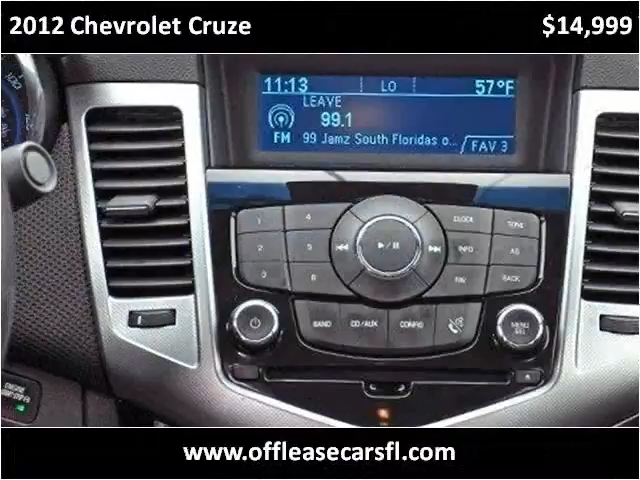 2012 Chevrolet Cruze $14,999
11:13 LO 57°F
LEAVE
99.1
FM 99 Jamz South Floridas o... FAV 3
1 4 CLOCK TONE
2 5 INFO AS
3 6 FAV BACK
BAND CD/AUX CONFIG MENU
SEL
ENGINE
100
www.offleasecarsfl.com